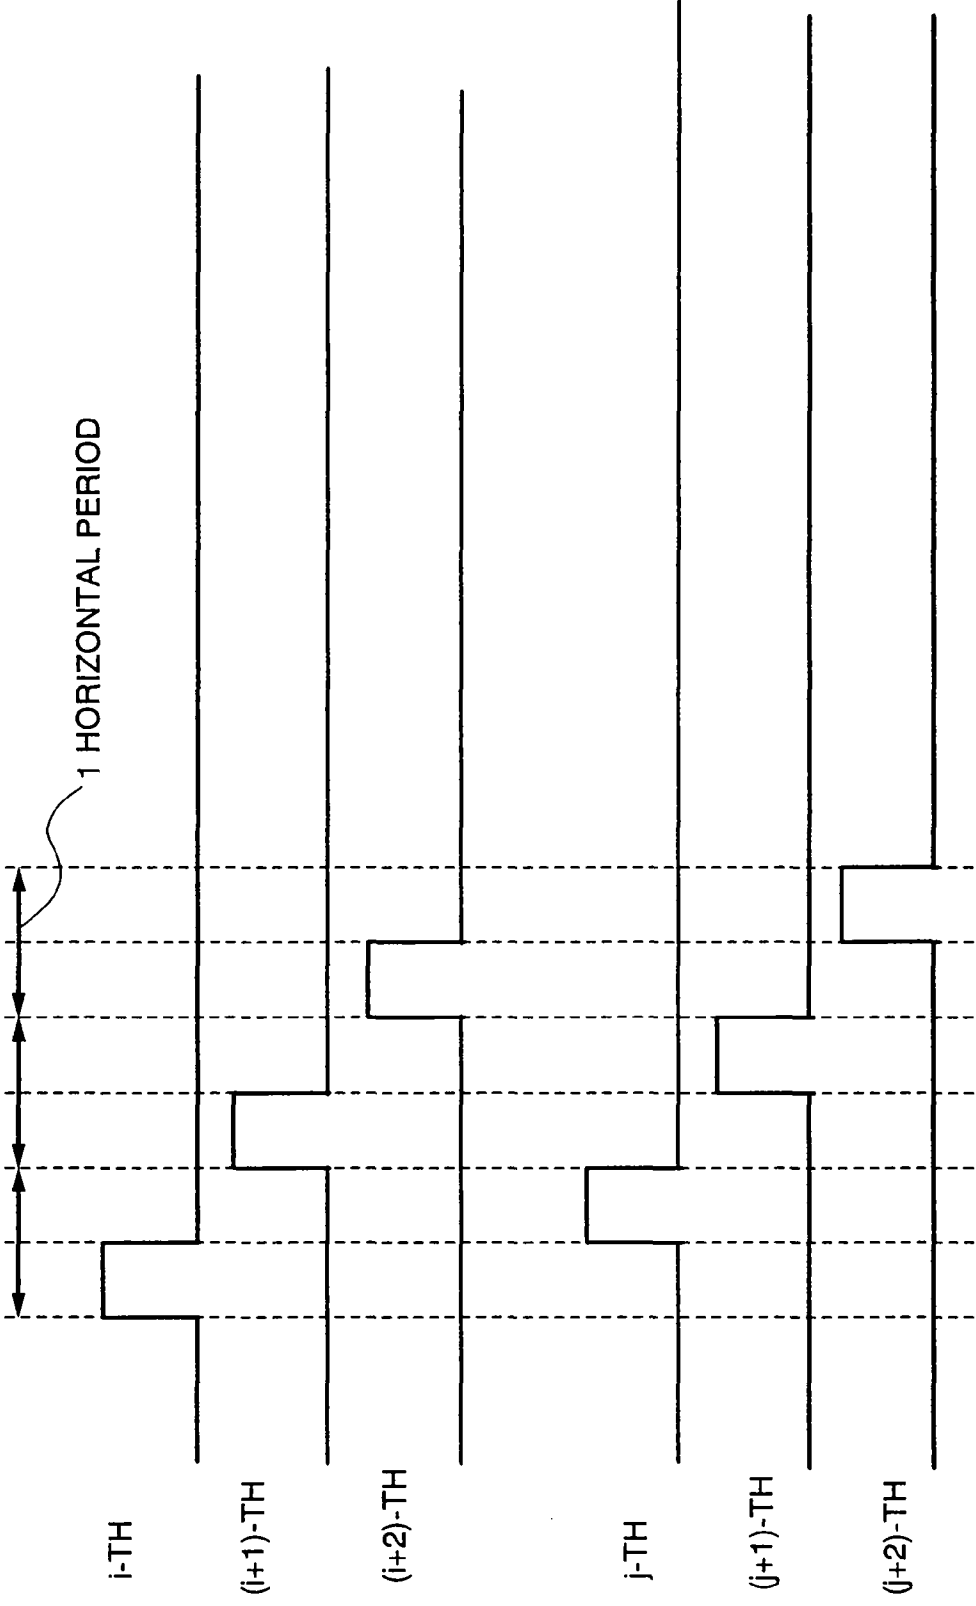 1 HORIZONTAL PERIOD
i-TH
(i+1)-TH
(i+2)-TH
j-TH
(j+1)-TH
(j+2)-TH